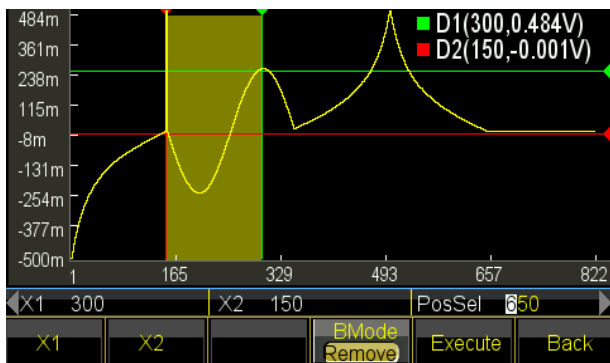 484m
D1(300,0.484V)
361m
D2(150,-0.001V)
238m
115m
-8m
-131m
-254m
-377m
-500m
1 165 329 493 657 822
X1 300 X2 150 PosSel 650
X1 X2 BMode Remove Execute Back